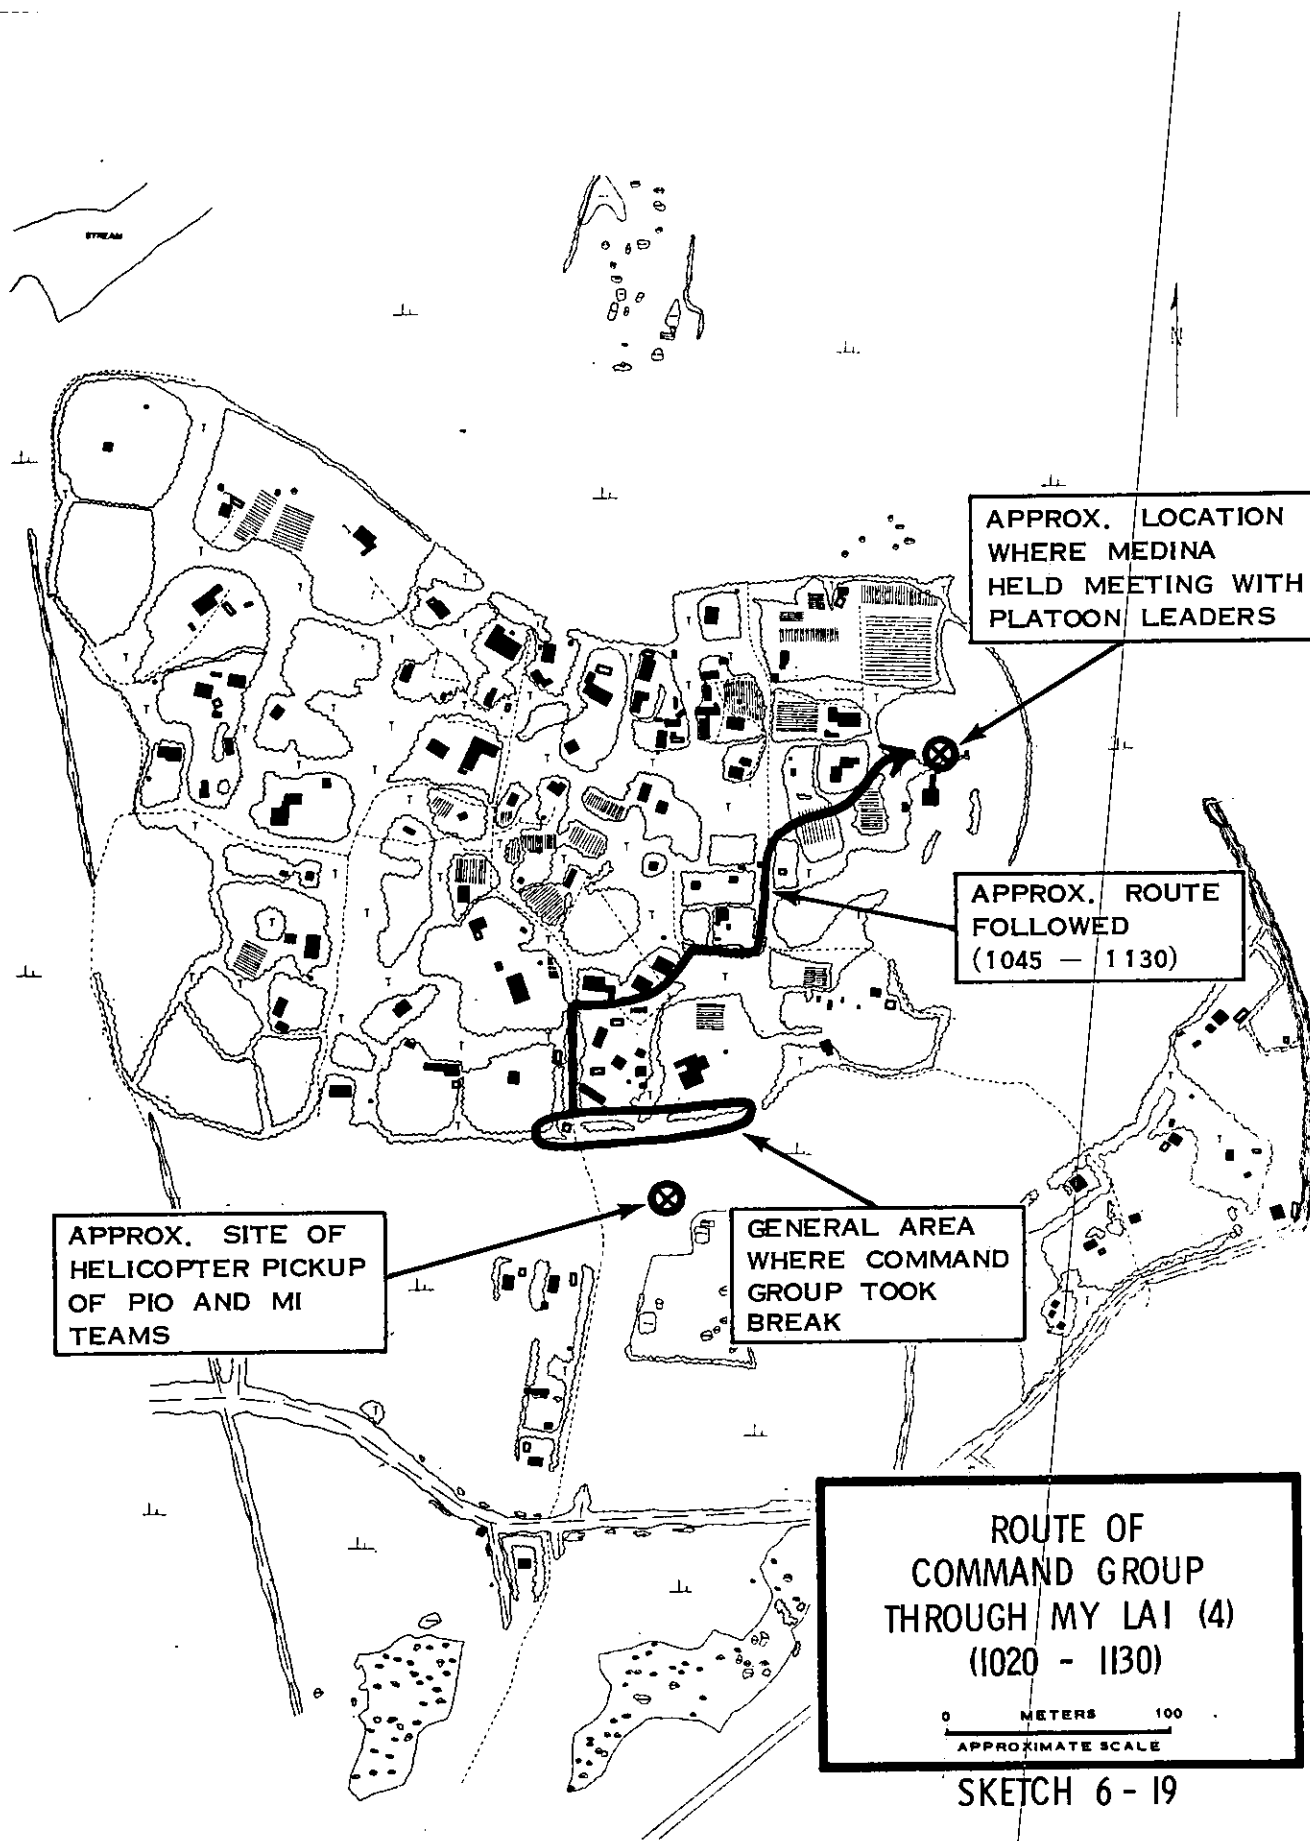 STREAM
N
APPROX. LOCATION
WHERE MEDINA
HELD MEETING WITH
PLATOON LEADERS
APPROX. ROUTE
FOLLOWED
(1045 — 1130)
APPROX. SITE OF
HELICOPTER PICKUP
OF PIO AND MI
TEAMS
GENERAL AREA
WHERE COMMAND
GROUP TOOK
BREAK
ROUTE OF
COMMAND GROUP
THROUGH MY LAI (4)
(1020 - 1130)
0 METERS 100
APPROXIMATE SCALE
SKETCH 6-19